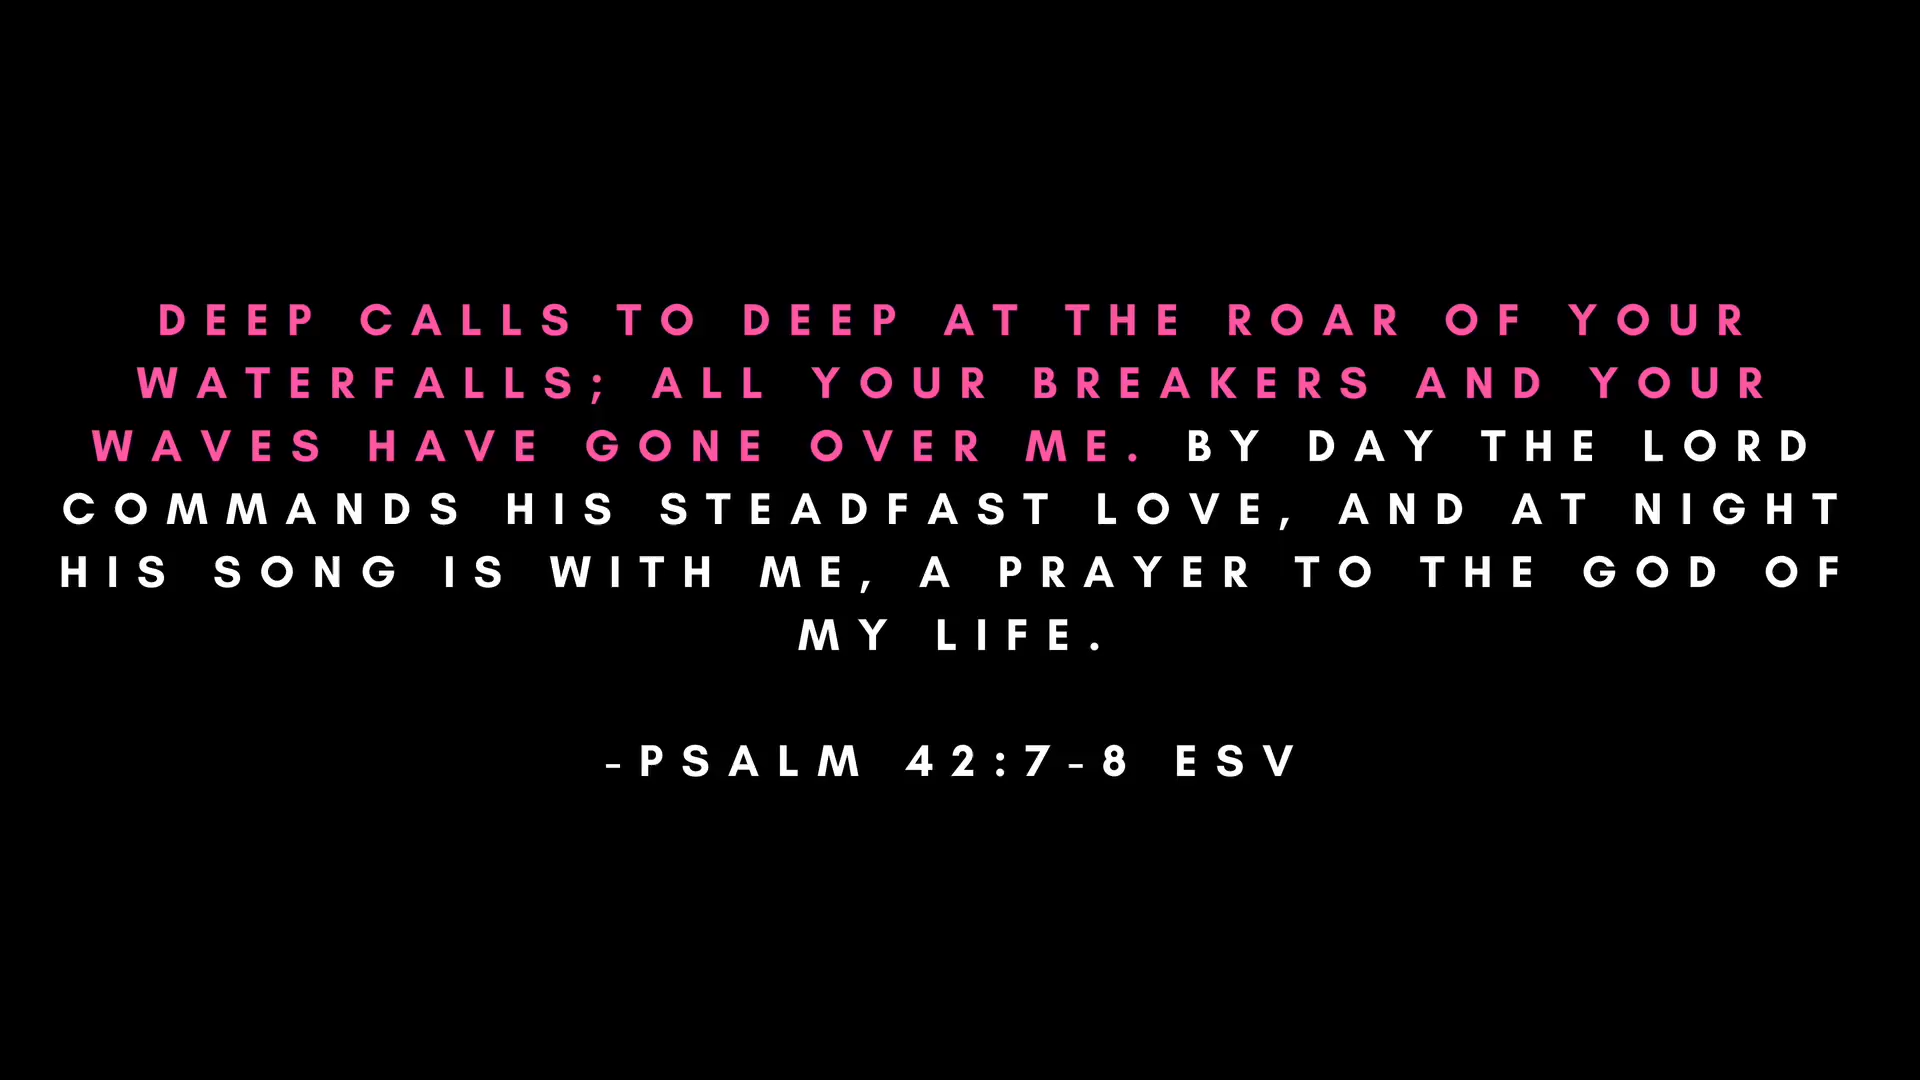 DEEP CALLS TO DEEP AT THE ROAR OF YOUR
WATERFALLS; ALL YOUR BREAKERS AND YOUR
WAVES HAVE GONE OVER ME. BY DAY THE LORD
COMMANDS HIS STEADFAST LOVE, AND AT NIGHT
HIS SONG IS WITH ME, A PRAYER TO THE GOD OF
MY LIFE.
-PSALM 42:7-8 ESV